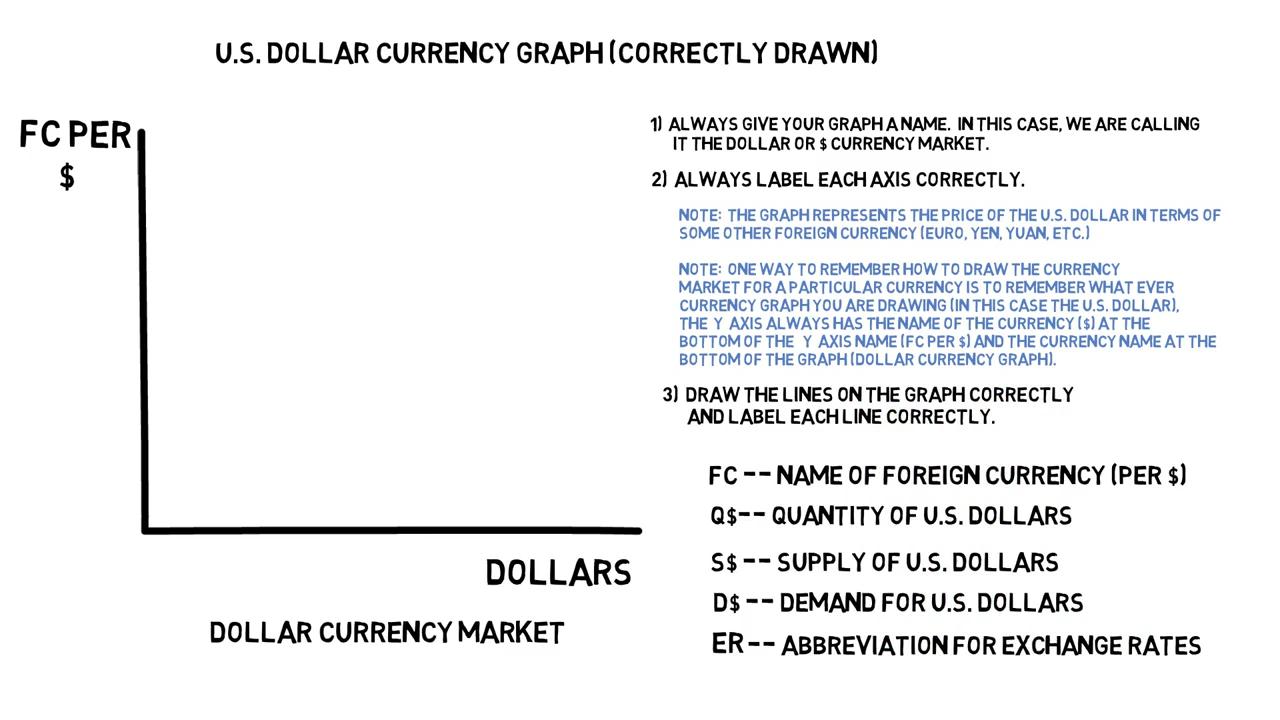 U.S. DOLLAR CURRENCY GRAPH (CORRECTLY DRAWN)
FC PER
$
DOLLARS
DOLLAR CURRENCY MARKET
1) ALWAYS GIVE YOUR GRAPH A NAME. IN THIS CASE, WE ARE CALLING
IT THE DOLLAR OR $ CURRENCY MARKET.
2) ALWAYS LABEL EACH AXIS CORRECTLY.
NOTE: THE GRAPH REPRESENTS THE PRICE OF THE U.S. DOLLAR IN TERMS OF
SOME OTHER FOREIGN CURRENCY (EURO, YEN, YUAN, ETC.)
NOTE: ONE WAY TO REMEMBER HOW TO DRAW THE CURRENCY
MARKET FOR A PARTICULAR CURRENCY IS TO REMEMBER WHAT EVER
CURRENCY GRAPH YOU ARE DRAWING (IN THIS CASE THE U.S. DOLLAR),
THE Y AXIS ALWAYS HAS THE NAME OF THE CURRENCY ($) AT THE
BOTTOM OF THE Y AXIS NAME (FC PER $) AND THE CURRENCY NAME AT THE
BOTTOM OF THE GRAPH (DOLLAR CURRENCY GRAPH).
3) DRAW THE LINES ON THE GRAPH CORRECTLY
AND LABEL EACH LINE CORRECTLY.
FC -- NAME OF FOREIGN CURRENCY (PER $)
Q$-- QUANTITY OF U.S. DOLLARS
S$ -- SUPPLY OF U.S. DOLLARS
D$ -- DEMAND FOR U.S. DOLLARS
ER -- ABBREVIATION FOR EXCHANGE RATES